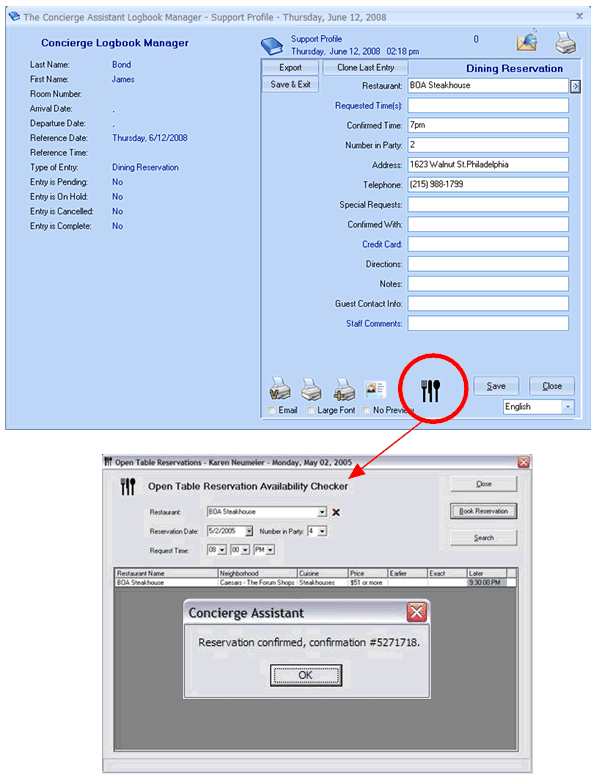 The Concierge Assistant Logbook Manager - Support Profile - Thursday, June 12, 2008
Concierge Logbook Manager
Last Name: Bond
First Name: James
Room Number:
Arrival Date: .
Departure Date: .
Reference Date: Thursday, 6/12/2008
Reference Time:
Type of Entry: Dining Reservation
Entry is Pending: No
Entry is On Hold: No
Entry is Cancelled: No
Entry is Complete: No
Support Profile 0
Thursday, June 12, 2008 02:18 pm
Export Clone Last Entry Dining Reservation
Save & Exit
Restaurant: BOA Steakhouse
Requested Time(s):
Confirmed Time: 7pm
Number in Party: 2
Address: 1623 Walnut St.Philadelphia
Telephone: (215) 988-1799
Special Requests:
Confirmed With:
Credit Card:
Directions:
Notes:
Guest Contact Info:
Staff Comments:
Save Close
Email Large Font No Preview
English
Open Table Reservations - Karen Neumeier - Monday, May 02, 2005
Open Table Reservation Availability Checker
Close
Restaurant: BOA Steakhouse
Book Reservation
Reservation Date: 5/2/2005 Number in Party: 4
Search
Request Time: 08 00 PM
Restaurant Name Neighborhood Cuisine Price Earlier Exact Later
BOA Steakhouse Caesars - The Forum Shops Steakhouses $51 or more 9:30:00 PM
Concierge Assistant
Reservation confirmed, confirmation #5271718.
OK